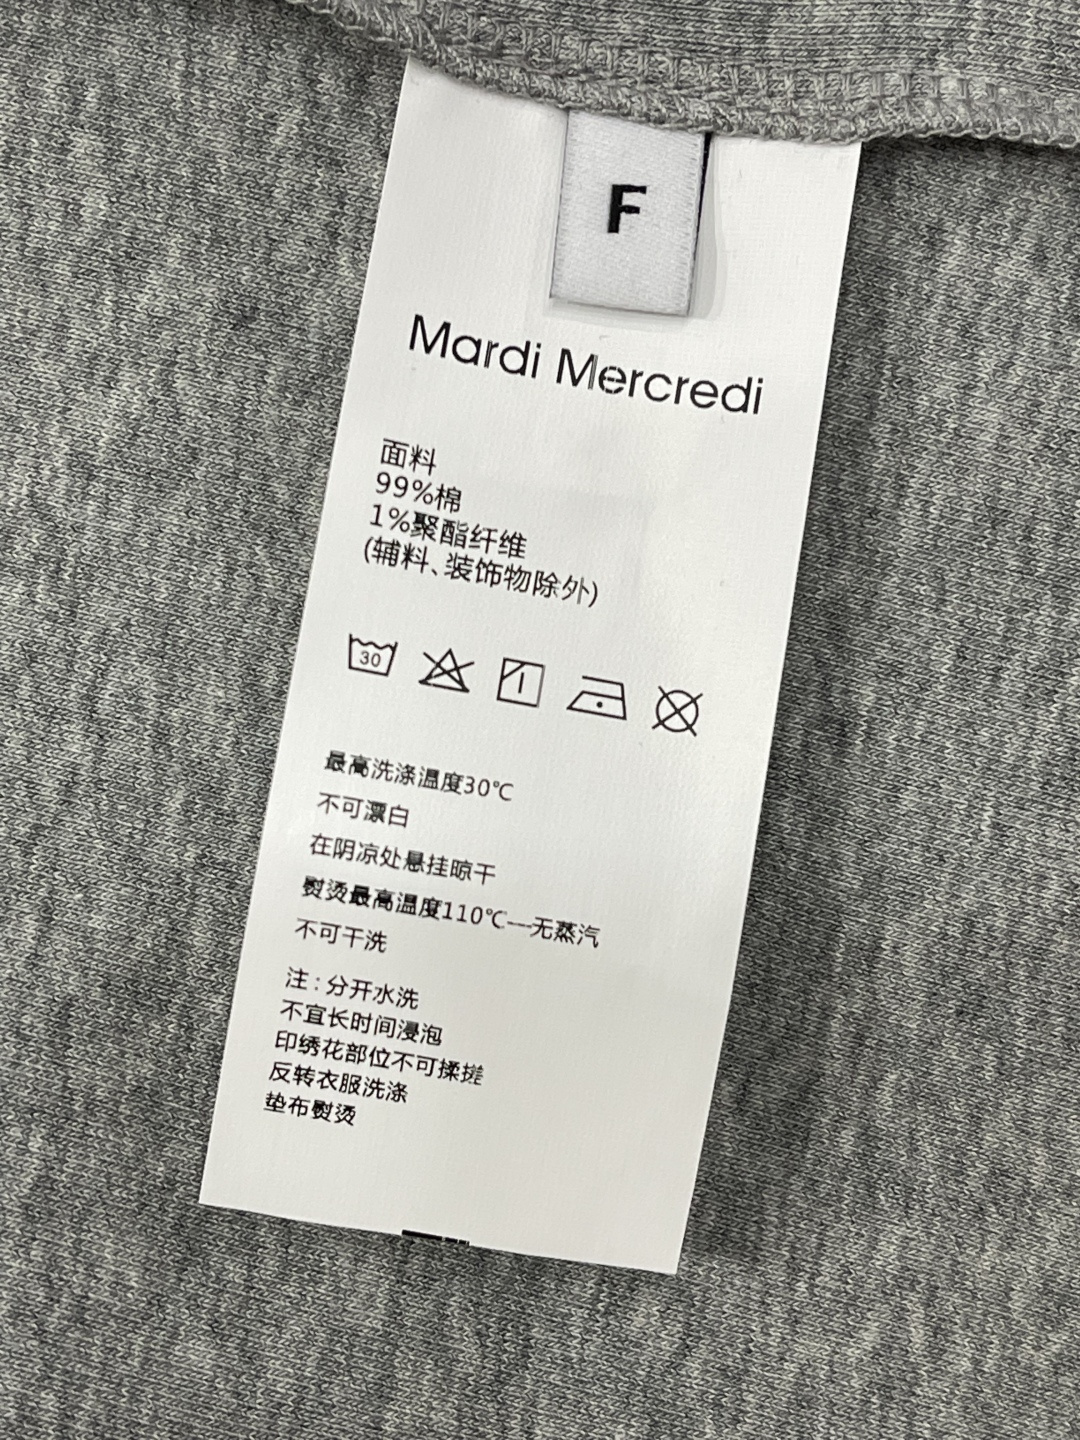 F
Mardi Mercredi
面料
99%棉
1%聚酯纤维
(辅料、装饰物除外)
30
最高洗涤温度30℃
不可漂白
在阴凉处悬挂晾干
熨烫最高温度110℃—无蒸汽
不可干洗
注:分开水洗
不宜长时间浸泡
印绣花部位不可揉搓
反转衣服洗涤
垫布熨烫